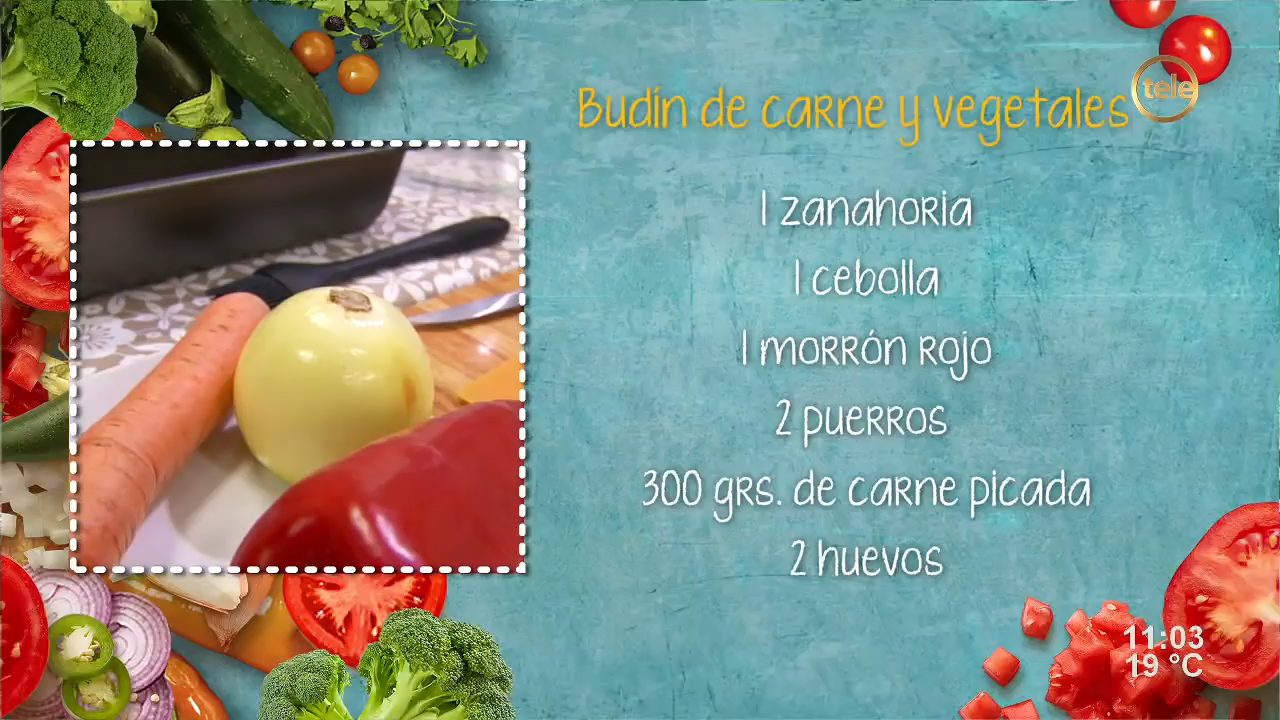 Budín de carne y vegetales
tele
1 zanahoria
1 cebolla
1 morrón rojo
2 puerros
300 grs. de carne picada
2 huevos
11:03
19 °C